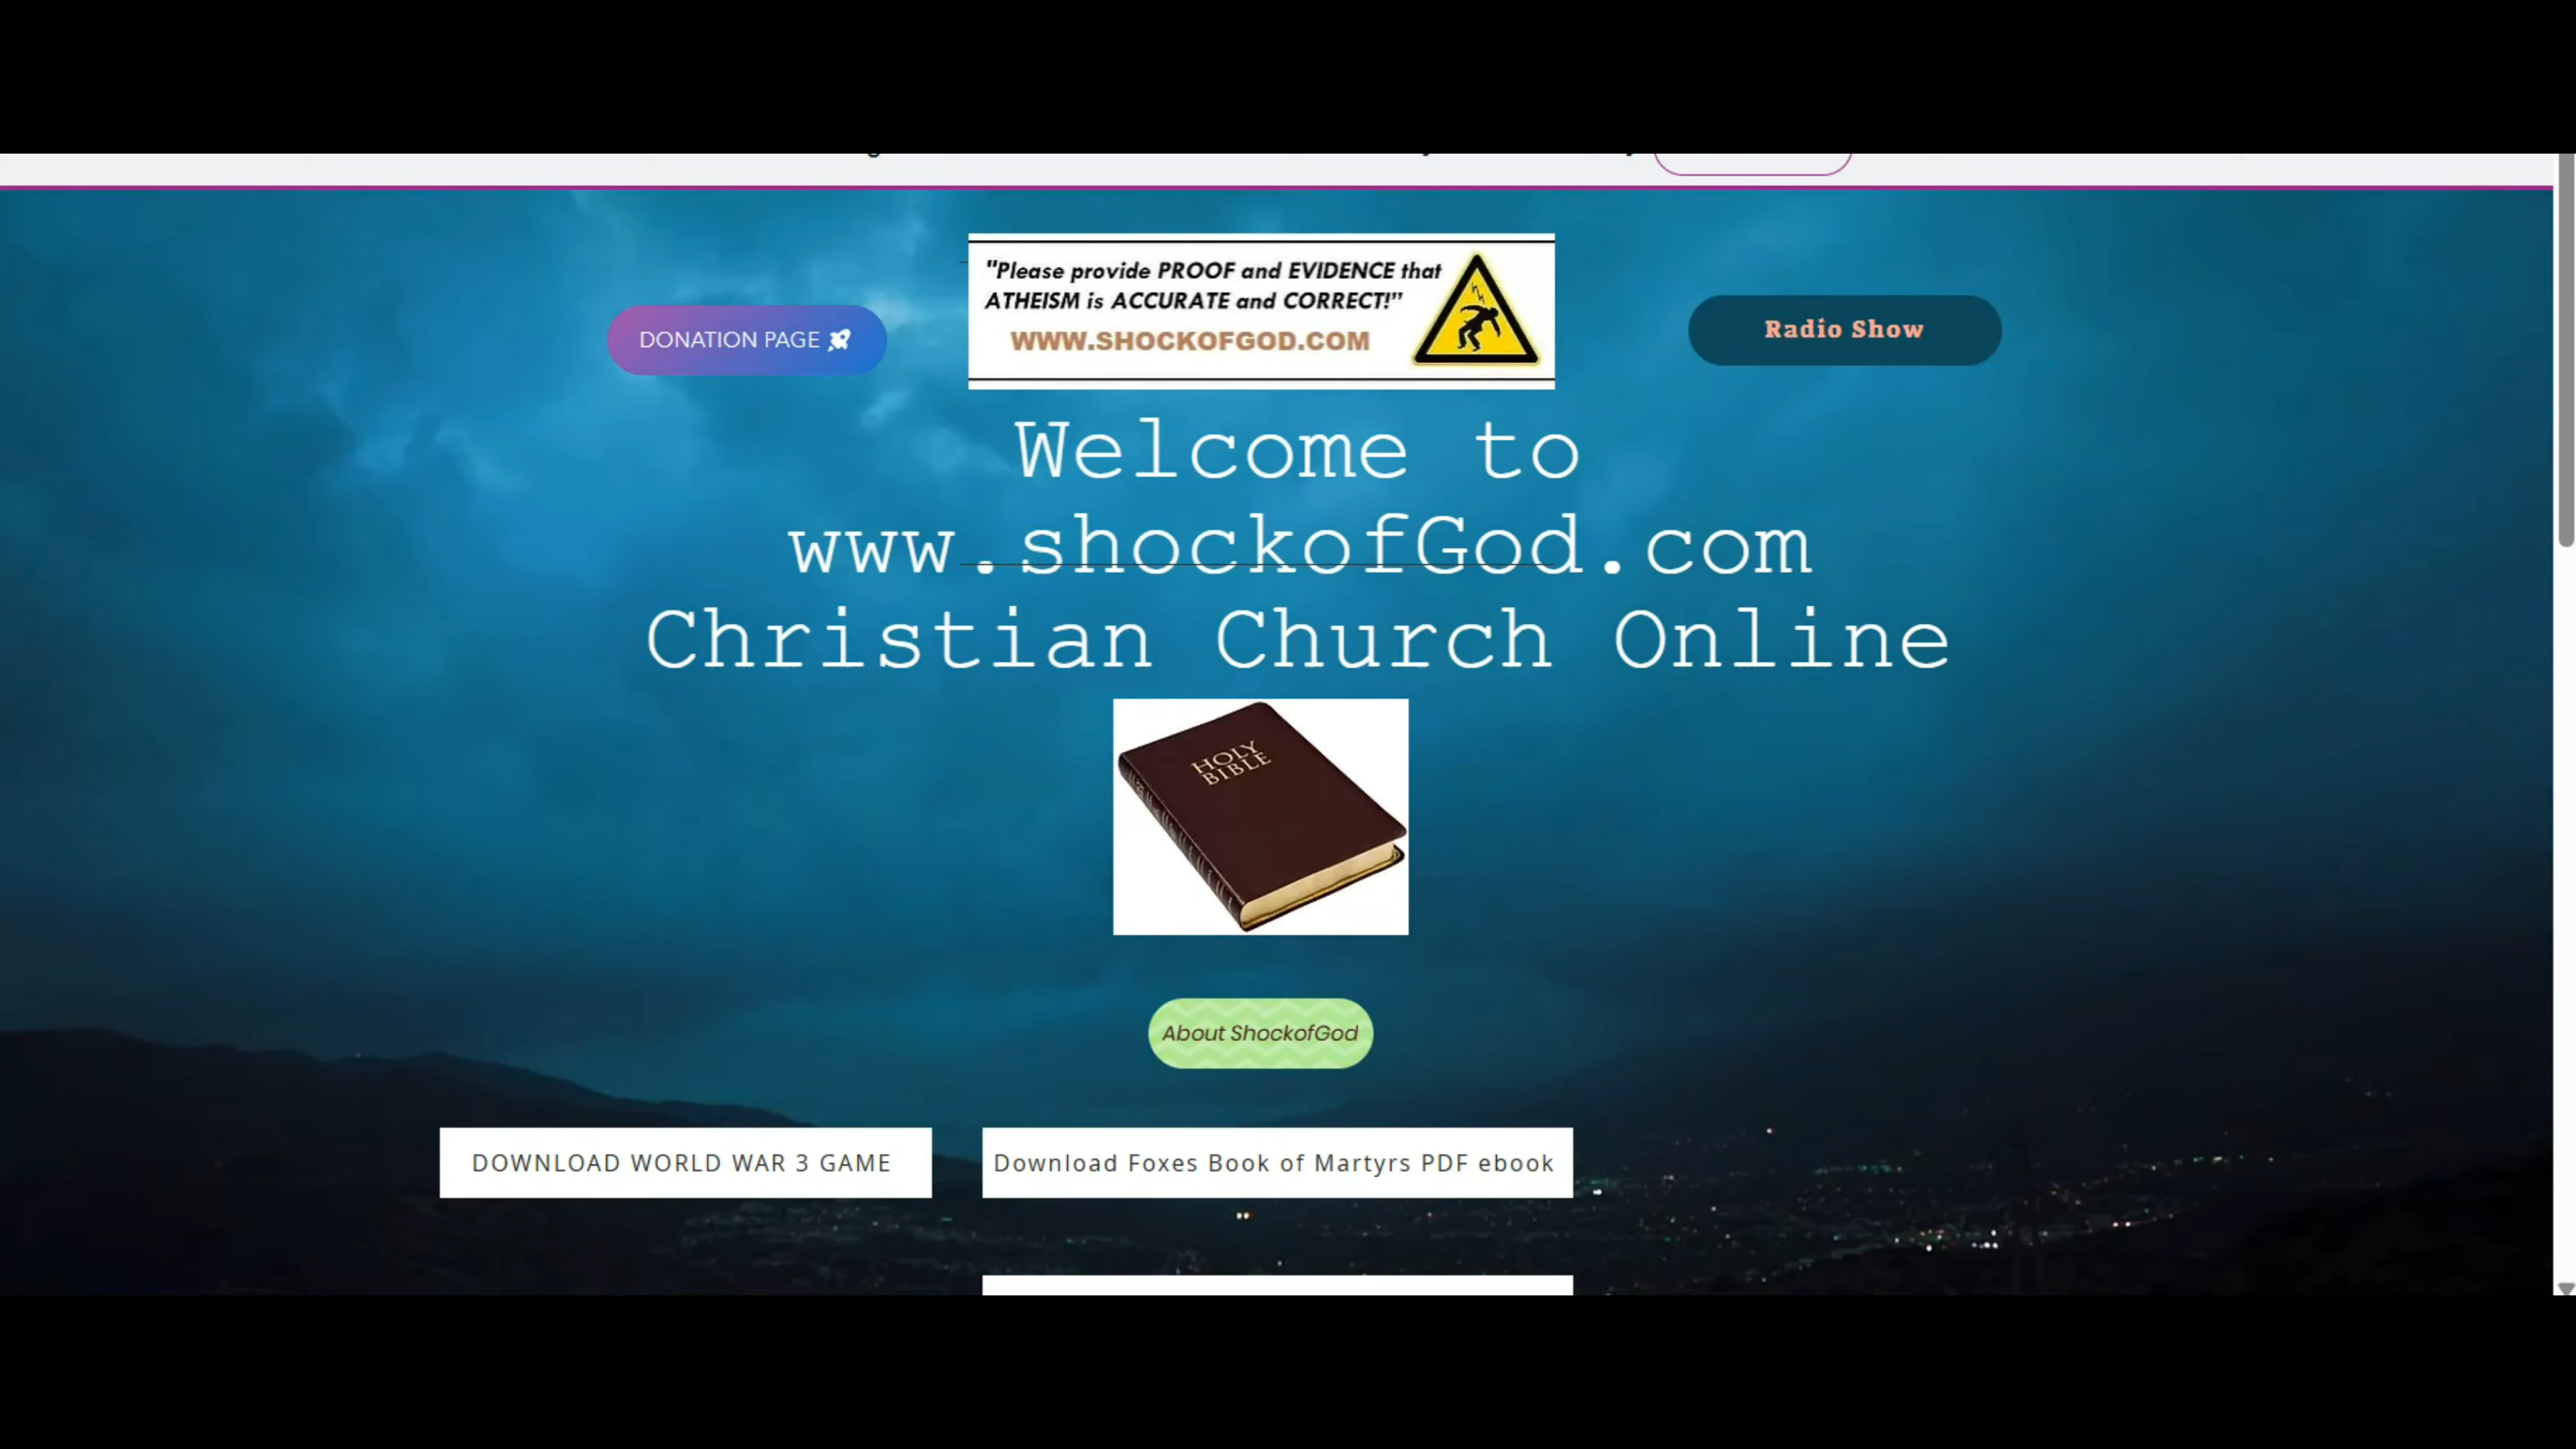 "Please provide PROOF and EVIDENCE that
ATHEISM is ACCURATE and CORRECT!”
WWW.SHOCKOFGOD.COM
DONATION PAGE
Radio Show
Welcome to
www.shockofGod.com
Christian Church Online
HOLY
BIBLE
About ShockofGod
DOWNLOAD WORLD WAR 3 GAME
Download Foxes Book of Martyrs PDF ebook